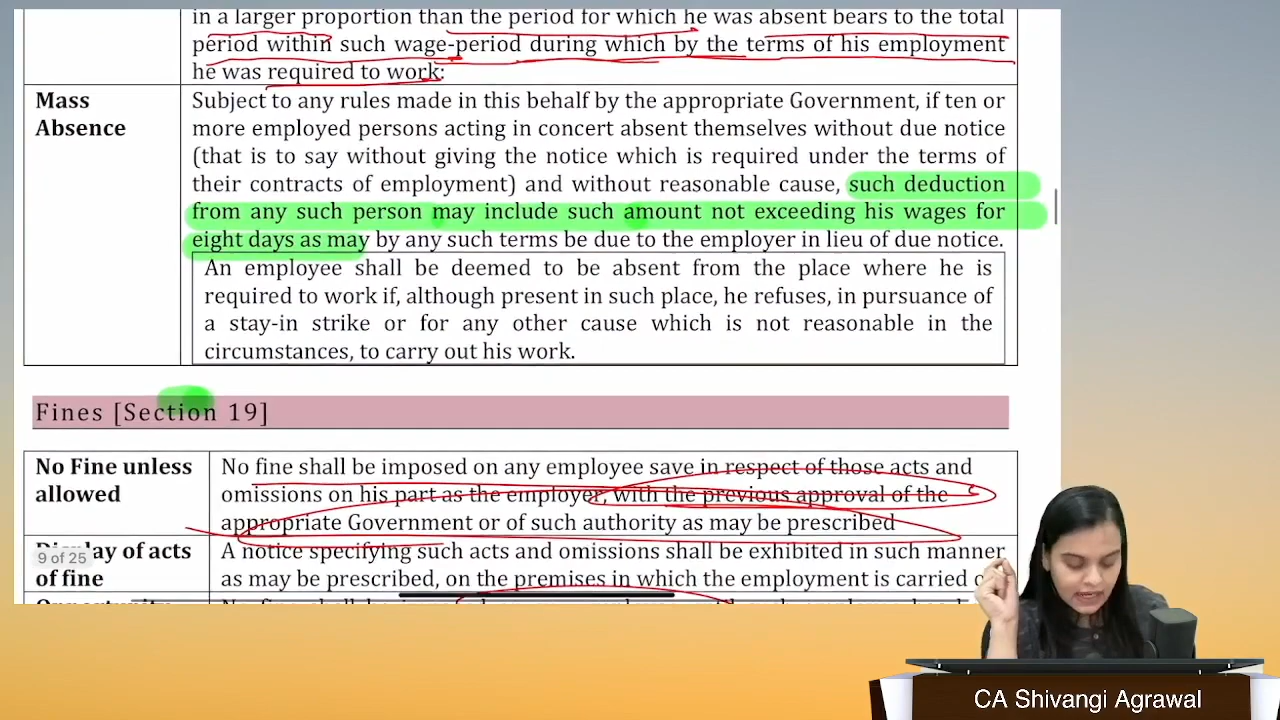 in a larger proportion than the period for which he was absent bears to the total
period within such wage-period during which by the terms of his employment
he was required to work:
Mass
Absence
Subject to any rules made in this behalf by the appropriate Government, if ten or
more employed persons acting in concert absent themselves without due notice
(that is to say without giving the notice which is required under the terms of
their contracts of employment) and without reasonable cause, such deduction
from any such person may include such amount not exceeding his wages for
eight days as may by any such terms be due to the employer in lieu of due notice.
An employee shall be deemed to be absent from the place where he is
required to work if, although present in such place, he refuses, in pursuance of
a stay-in strike or for any other cause which is not reasonable in the
circumstances, to carry out his work.
Fines [Section 19]
No Fine unless
allowed
No fine shall be imposed on any employee save in respect of those acts and
omissions on his part as the employer, with the previous approval of the
appropriate Government or of such authority as may be prescribed
Display of acts
of fine
9 of 25
A notice specifying such acts and omissions shall be exhibited in such manner
as may be prescribed, on the premises in which the employment is carried
CA Shivangi Agrawal